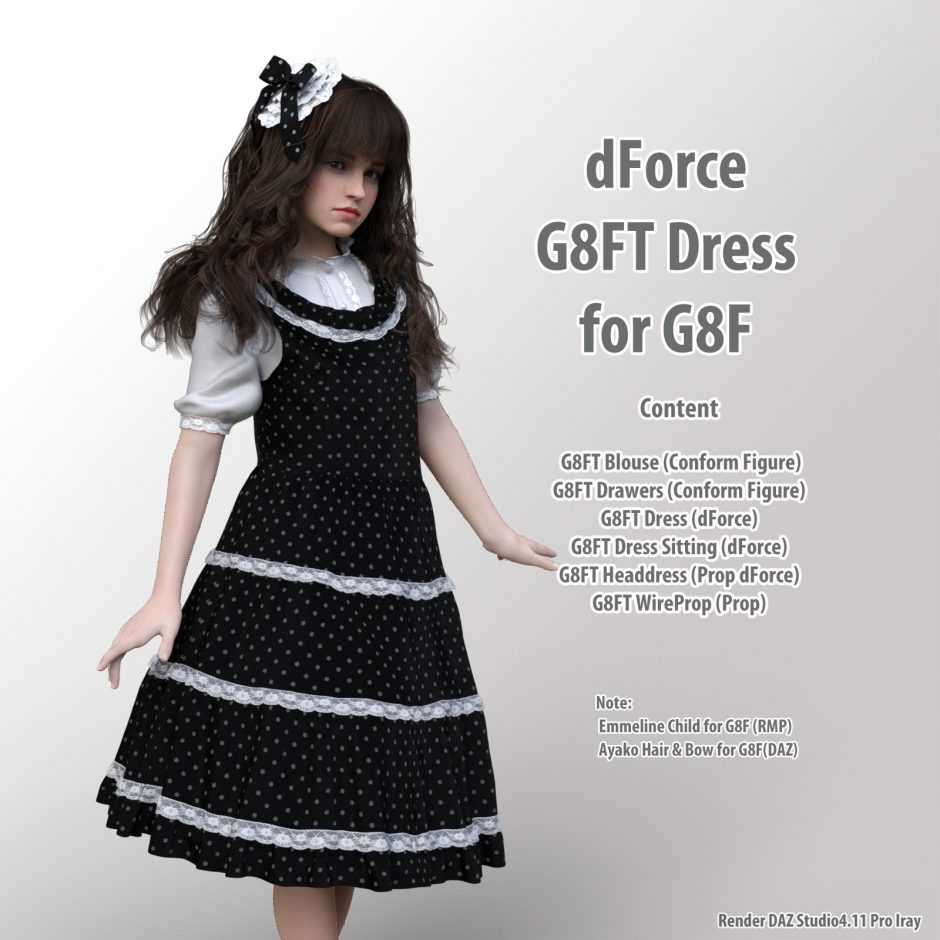 dForce
G8FT Dress
for G8F
Content
G8FT Blouse (Conform Figure)
G8FT Drawers (Conform Figure)
G8FT Dress (dForce)
G8FT Dress Sitting (dForce)
G8FT Headdress (Prop dForce)
G8FT WireProp (Prop)
Note:
Emmeline Child for G8F (RMP)
Ayako Hair & Bow for G8F(DAZ)
Render DAZ Studio4.11 Pro Iray